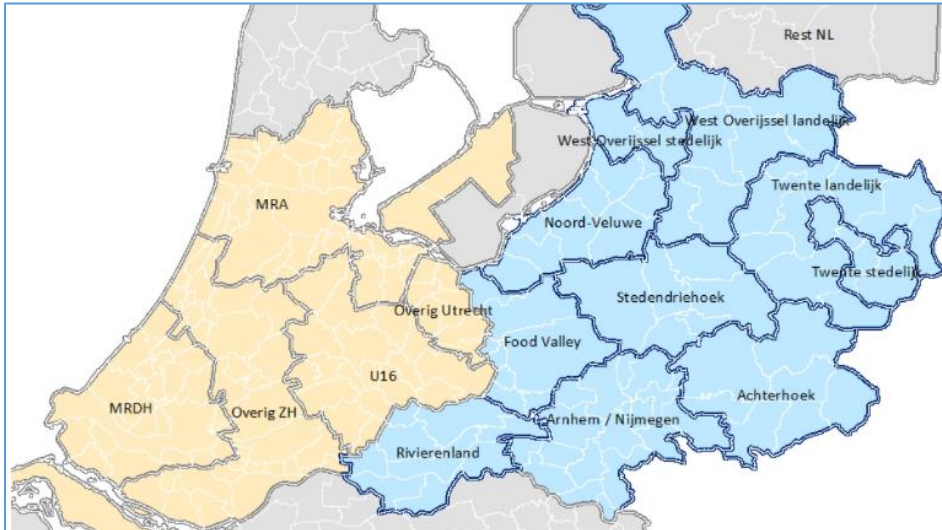 Rest NL
West Overijssel landelijk
West Overijssel stedelijk
Twente landelijk
MRA
Noord-Veluwe
Twente stedelijk
Stedendriehoek
Overig Utrecht
Food Valley
U16
Achterhoek
MRDH
Overig ZH
Arnhem / Nijmegen
Rivierenland